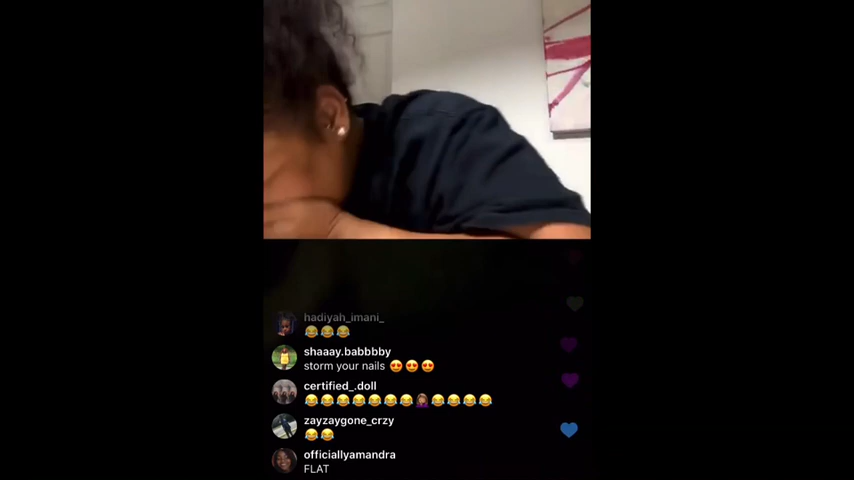 hadiyah_imani_
😂😂😂
shaaay.babbbby
storm your nails 😍😍😍
certified_.doll
😂😂😂😂😂😂😂🤦🏽‍♀️😂😂😂😂
zayzaygone_crzy
😂😂
officiallyamandra
FLAT